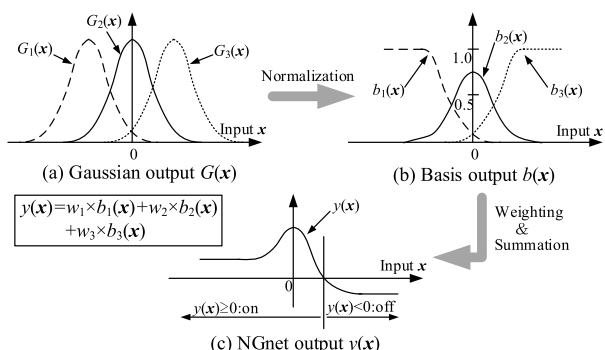 G₁(x)
G₂(x)
G₃(x)
Input x
0
(a) Gaussian output G(x)
Normalization
1.0
0.5
b₁(x)
b₂(x)
b₃(x)
Input x
0
(b) Basis output b(x)
Weighting
&
Summation
y(x)=w₁×b₁(x)+w₂×b₂(x)
+w₃×b₃(x)
y(x)
Input x
0
y(x)≥0:on
y(x)<0:off
(c) NGnet output y(x)